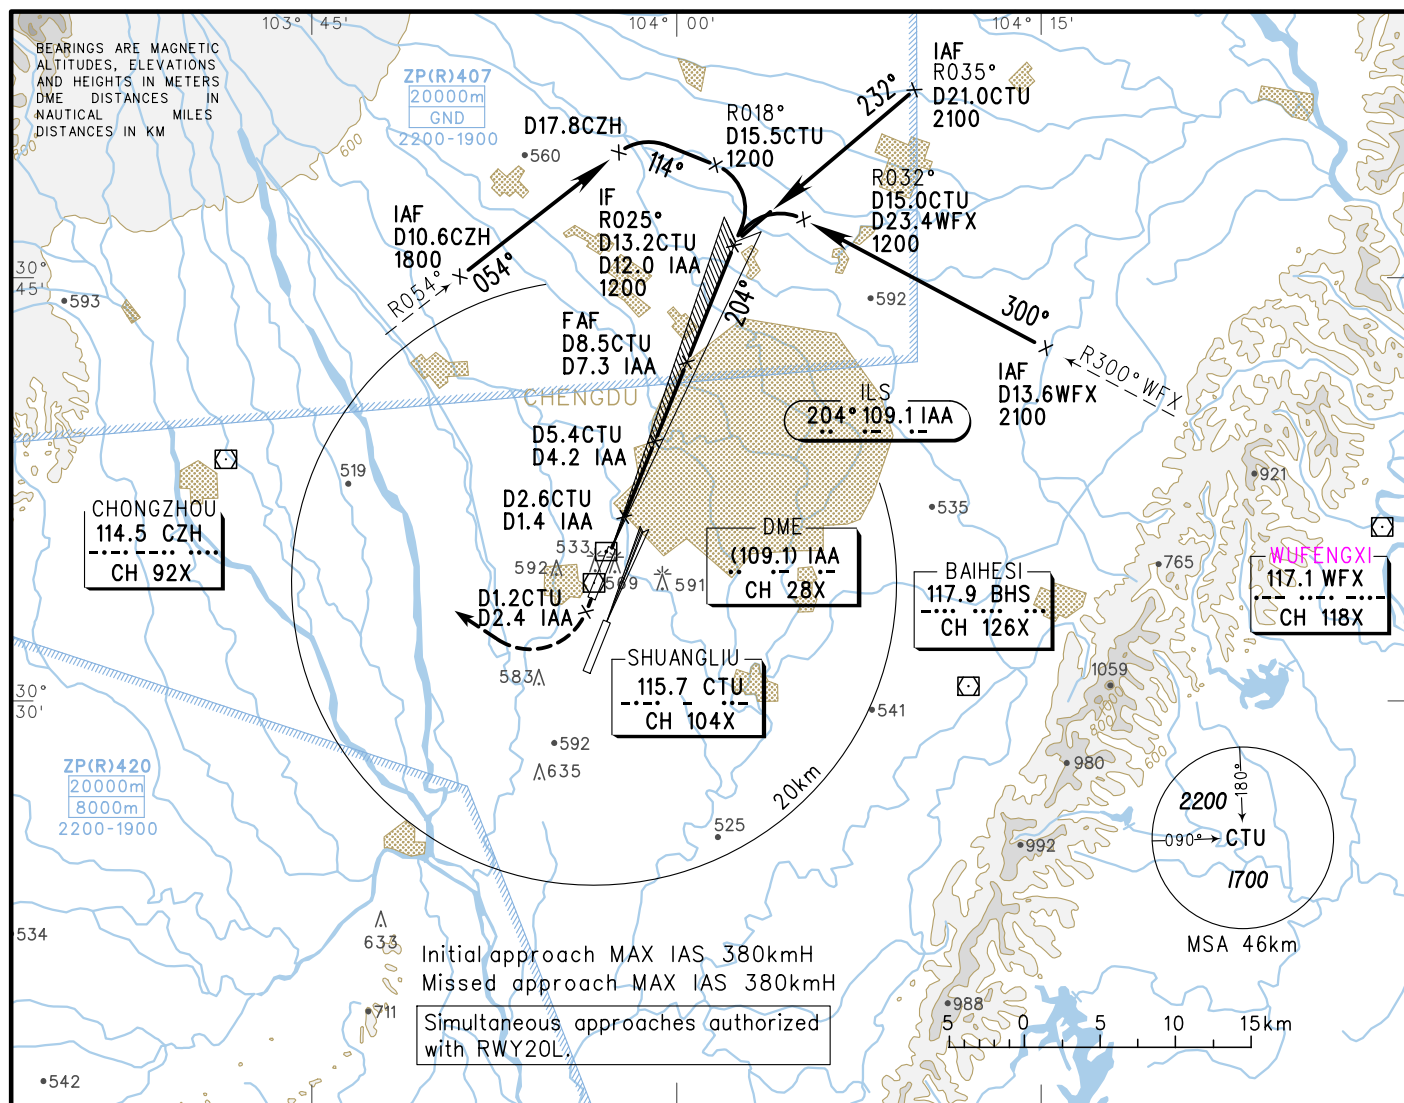 103° 45'
104° 00'
104° 15'
BEARINGS ARE MAGNETIC
ALTITUDES, ELEVATIONS
AND HEIGHTS IN METERS
DME DISTANCES IN
NAUTICAL MILES
DISTANCES IN KM
600
ZP(R)407
20000m
GND
2200-1900
560
D17.8CZH
114°
R018°
D15.5CTU
1200
232°
IAF
R035°
D21.0CTU
2100
R032°
D15.0CTU
D23.4WFX
1200
IAF
D10.6CZH
1800
R054°
054°
IF
R025°
D13.2CTU
D12.0 IAA
1200
204°
30°
45'
593
592
300°
IAF
D13.6WFX
2100
R300°WFX
FAF
D8.5CTU
D7.3 IAA
CHENGDU
ILS
204° 109.1 IAA
D5.4CTU
D4.2 IAA
519
921
535
D2.6CTU
D1.4 IAA
CHONGZHOU
114.5 CZH
CH 92X
DME
(109.1) IAA
CH 28X
533
592
569
591
765
BAIHESI
117.9 BHS
CH 126X
WUFENGXI
117.1 WFX
CH 118X
D1.2CTU
D2.4 IAA
583
SHUANGLIU
115.7 CTU
CH 104X
1059
800
600
30°
30'
541
592
635
980
20km
ZP(R)420
20000m
8000m
2200-1900
525
992
180°
2200
090°
CTU
1700
MSA 46km
534
633
711
988
542
Initial approach MAX IAS 380kmH
Missed approach MAX IAS 380kmH
Simultaneous approaches authorized
with RWY20L.
5 0 5 10 15km